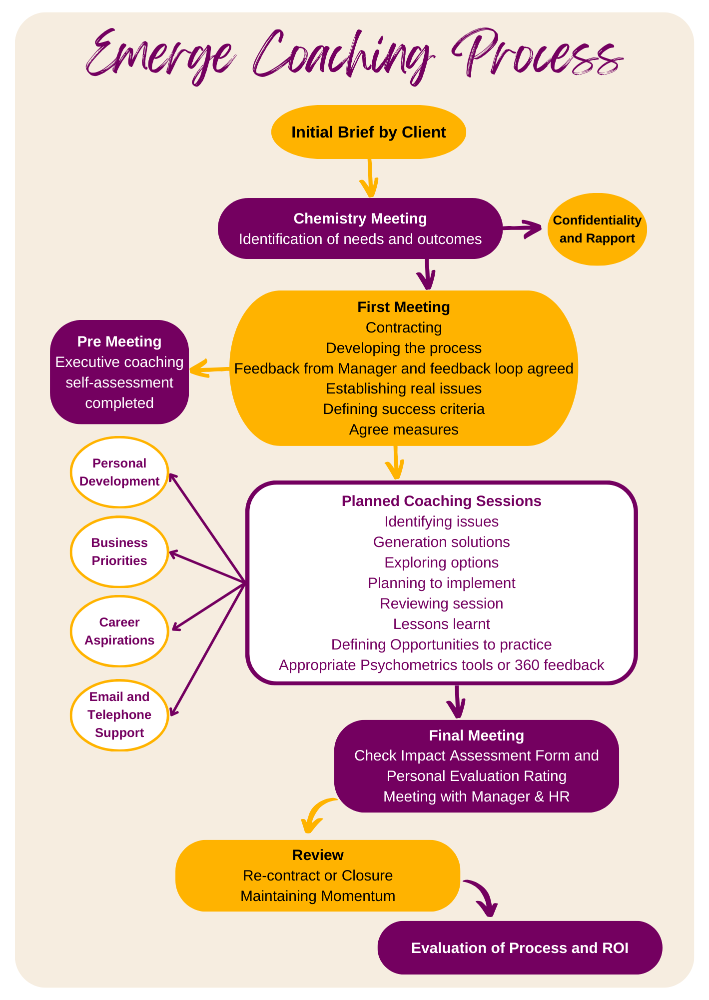 Emerge Coaching Process
Initial Brief by Client
Chemistry Meeting
Identification of needs and outcomes
Confidentiality
and Rapport
First Meeting
Contracting
Developing the process
Feedback from Manager and feedback loop agreed
Establishing real issues
Defining success criteria
Agree measures
Pre Meeting
Executive coaching
self-assessment
completed
Personal
Development
Business
Priorities
Career
Aspirations
Email and
Telephone
Support
Planned Coaching Sessions
Identifying issues
Generation solutions
Exploring options
Planning to implement
Reviewing session
Lessons learnt
Defining Opportunities to practice
Appropriate Psychometrics tools or 360 feedback
Final Meeting
Check Impact Assessment Form and
Personal Evaluation Rating
Meeting with Manager & HR
Review
Re-contract or Closure
Maintaining Momentum
Evaluation of Process and ROI